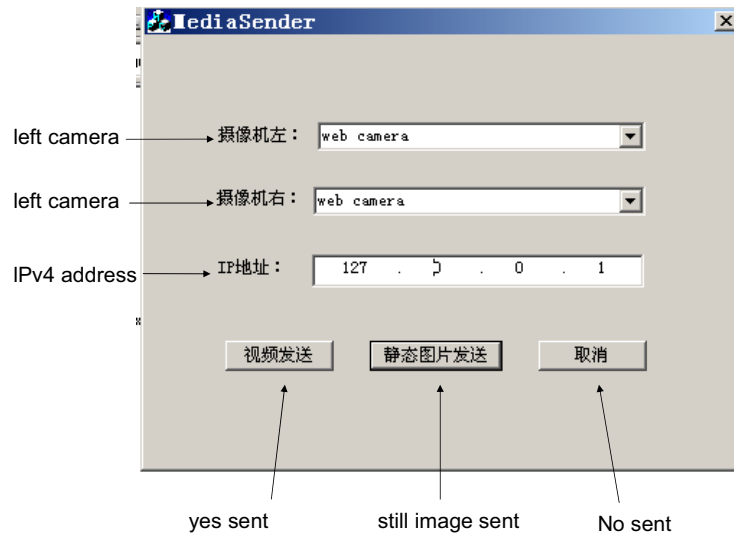 MediaSender
left camera
摄像机左：
web camera
left camera
摄像机右：
web camera
IPv4 address
IP地址：
127 . 0 . 0 . 1
视频发送
静态图片发送
取消
yes sent
still image sent
No sent